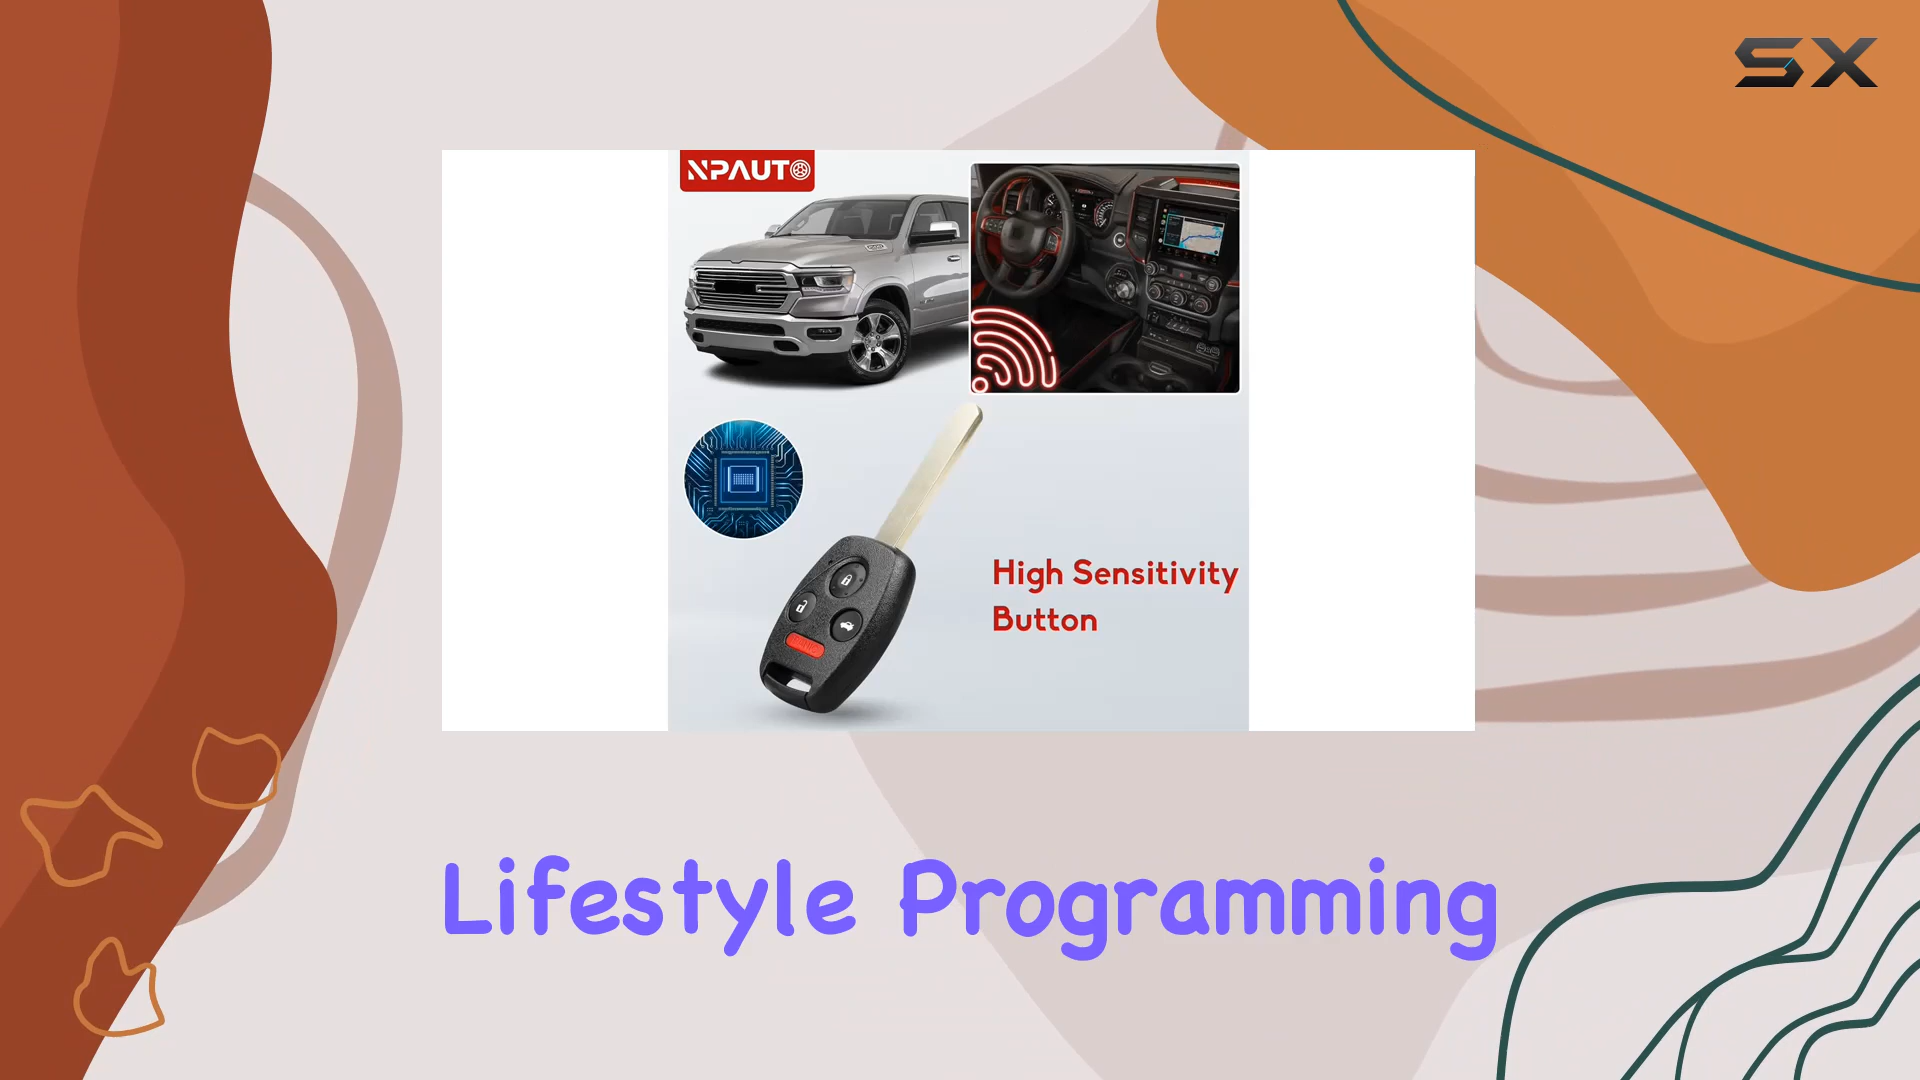 SX
NPAUTO
High Sensitivity
Button
Lifestyle Programming